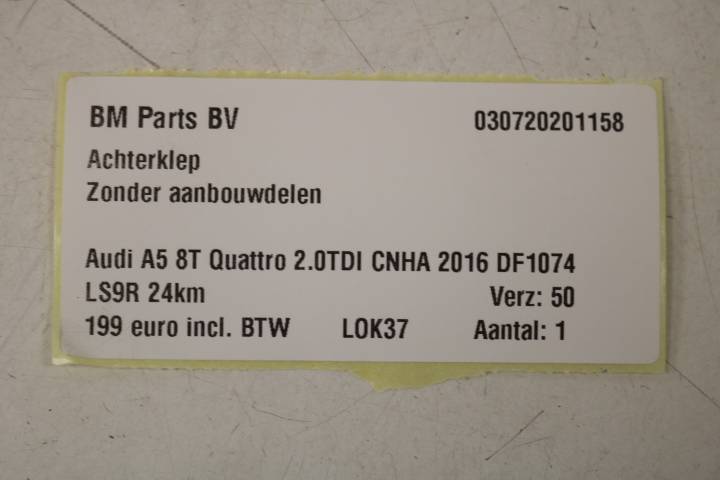 BM Parts BV 030720201158
Achterklep
Zonder aanbouwdelen
Audi A5 8T Quattro 2.0TDI CNHA 2016 DF1074
LS9R 24km Verz: 50
199 euro incl. BTW LOK37 Aantal: 1